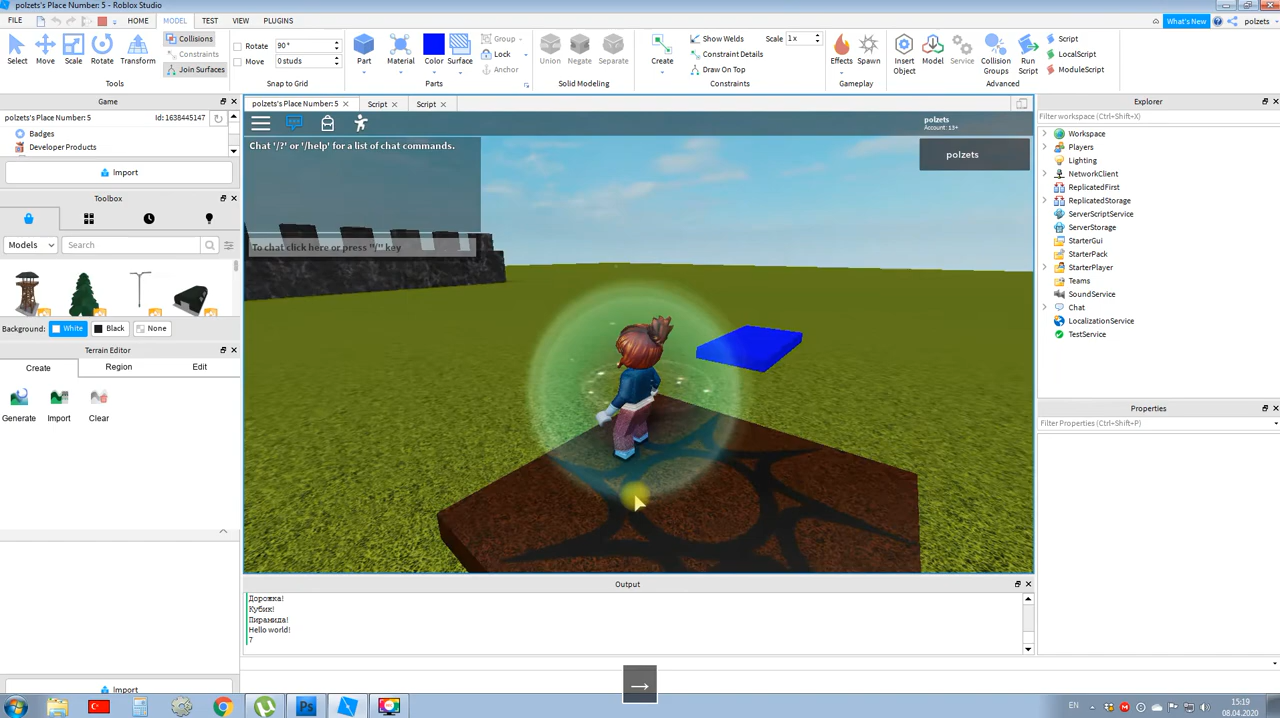 polzets's Place Number: 5 - Roblox Studio
FILE HOME MODEL TEST VIEW PLUGINS What's New polzets
Select Move Scale Rotate Transform
Collisions
Constraints
Join Surfaces
Tools
Rotate 90°
Move 0 studs
Snap to Grid
Part Material Color Surface
Group
Lock
Anchor
Parts
Union Negate Separate
Solid Modeling
Create
Show Welds
Constraint Details
Draw On Top
Scale 1 x
Constraints
Effects Spawn
Gameplay
Insert Object
Model
Service
Collision Groups
Run Script
Script
LocalScript
ModuleScript
Advanced
Game
polzets's Place Number: 5 Id: 1638445147
Badges
Developer Products
Import
Toolbox
Models Search
Background: White Black None
Terrain Editor
Create Region Edit
Generate Import Clear
Import
polzets's Place Number: 5 Script Script
polzets
Account: 13+
polzets
Chat '/?' or '/help' for a list of chat commands.
To chat click here or press "/" key
Output
Дорожка!
Кубик!
Пирамида!
Hello world!
7
→
Explorer
Filter workspace (Ctrl+Shift+X)
Workspace
Players
Lighting
NetworkClient
ReplicatedFirst
ReplicatedStorage
ServerScriptService
ServerStorage
StarterGui
StarterPack
StarterPlayer
Teams
SoundService
Chat
LocalizationService
TestService
Properties
Filter Properties (Ctrl+Shift+P)
Ps
EN
15:19
08.04.2020